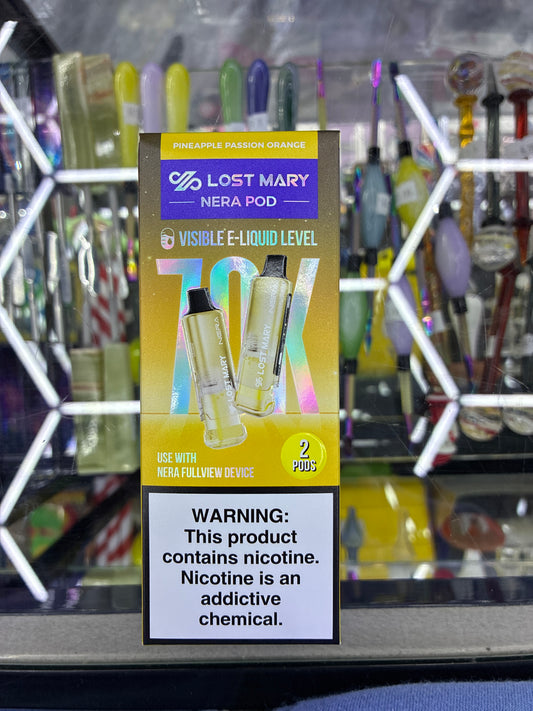 PINEAPPLE PASSION ORANGE
LOST MARY
NERA POD
VISIBLE E-LIQUID LEVEL
70K
NERA
LOST MARY
LOST MARY
USE WITH
NERA FULLVIEW DEVICE
2
PODS
WARNING:
This product
contains nicotine.
Nicotine is an
addictive
chemical.